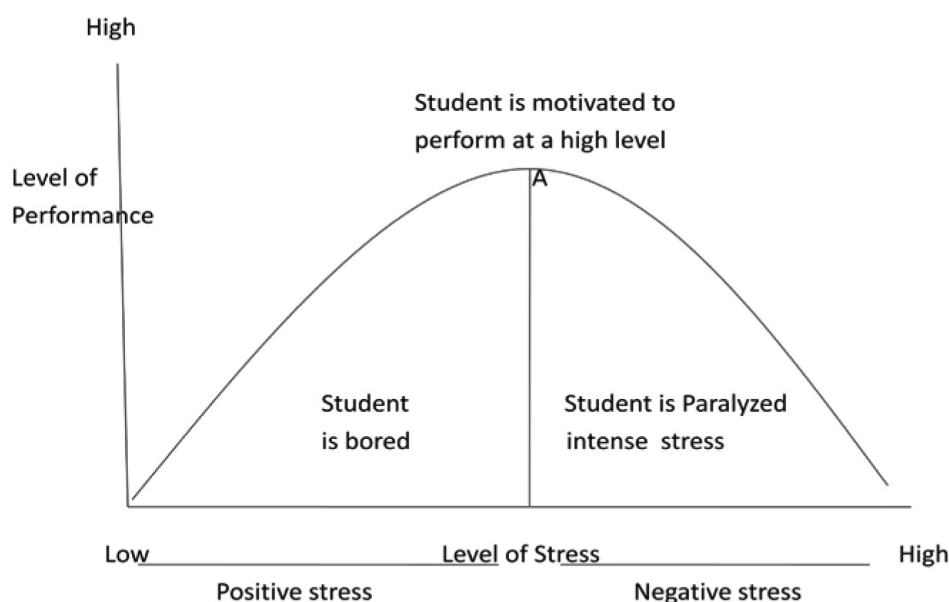 High
Student is motivated to
perform at a high level
A
Level of
Performance
Student
is bored
Student is Paralyzed
intense stress
Low
Level of Stress
High
Positive stress
Negative stress